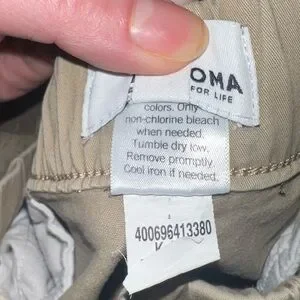 OMA
FOR LIFE
colors. Only
non-chlorine bleach
when needed.
Tumble dry low.
Remove promptly.
Cool iron if needed.
400696413380